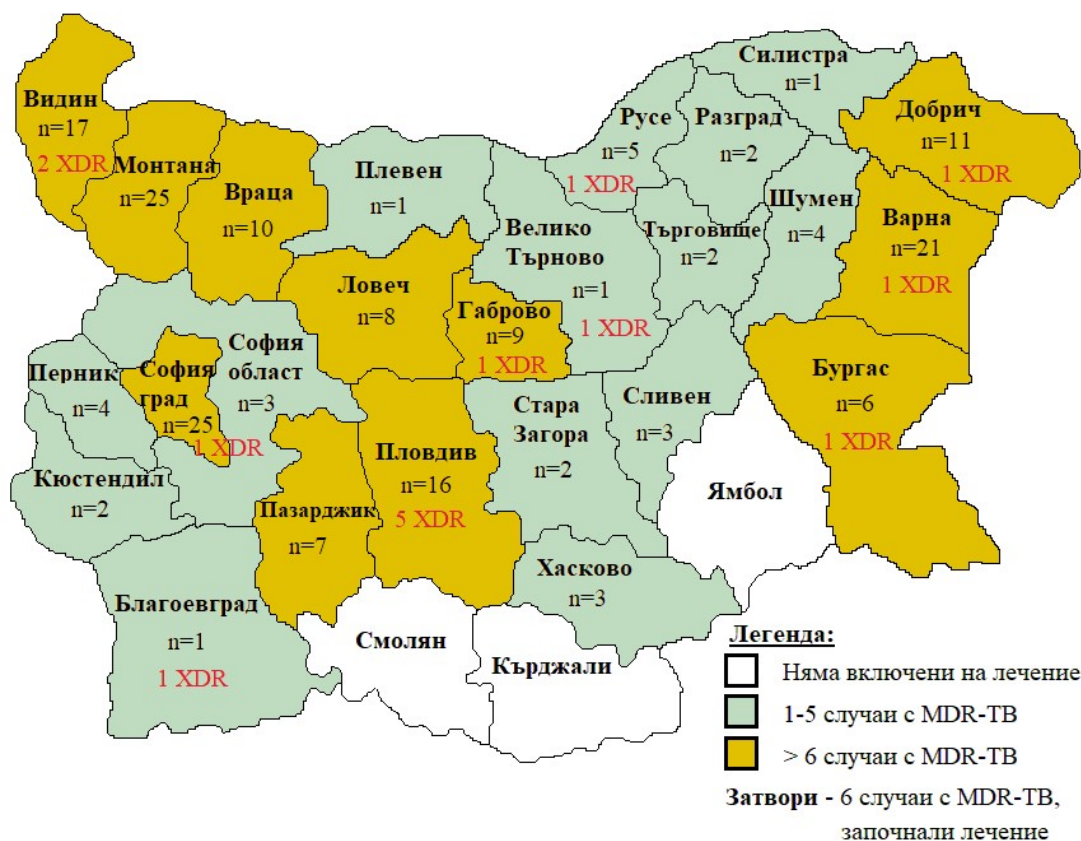 Силистра
n=1
Видин
n=17
2 XDR
Монтана
n=25
Враца
n=10
Плевен
n=1
Русе
n=5
1 XDR
Разград
n=2
Добрич
n=11
1 XDR
Велико
Търново
n=1
1 XDR
Търговище
n=2
Шумен
n=4
Варна
n=21
1 XDR
Ловеч
n=8
Габрово
n=9
1 XDR
София
област
n=3
Перник
n=4
София
град
n=25
1 XDR
Кюстендил
n=2
Пазарджик
n=7
Пловдив
n=16
5 XDR
Стара
Загора
n=2
Сливен
n=3
Бургас
n=6
1 XDR
Ямбол
Благоевград
n=1
1 XDR
Смолян
Кърджали
Хасково
n=3
Легенда:
Няма включени на лечение
1-5 случаи с MDR-TB
> 6 случаи с MDR-TB
Затвори - 6 случаи с MDR-TB,
започнали лечение